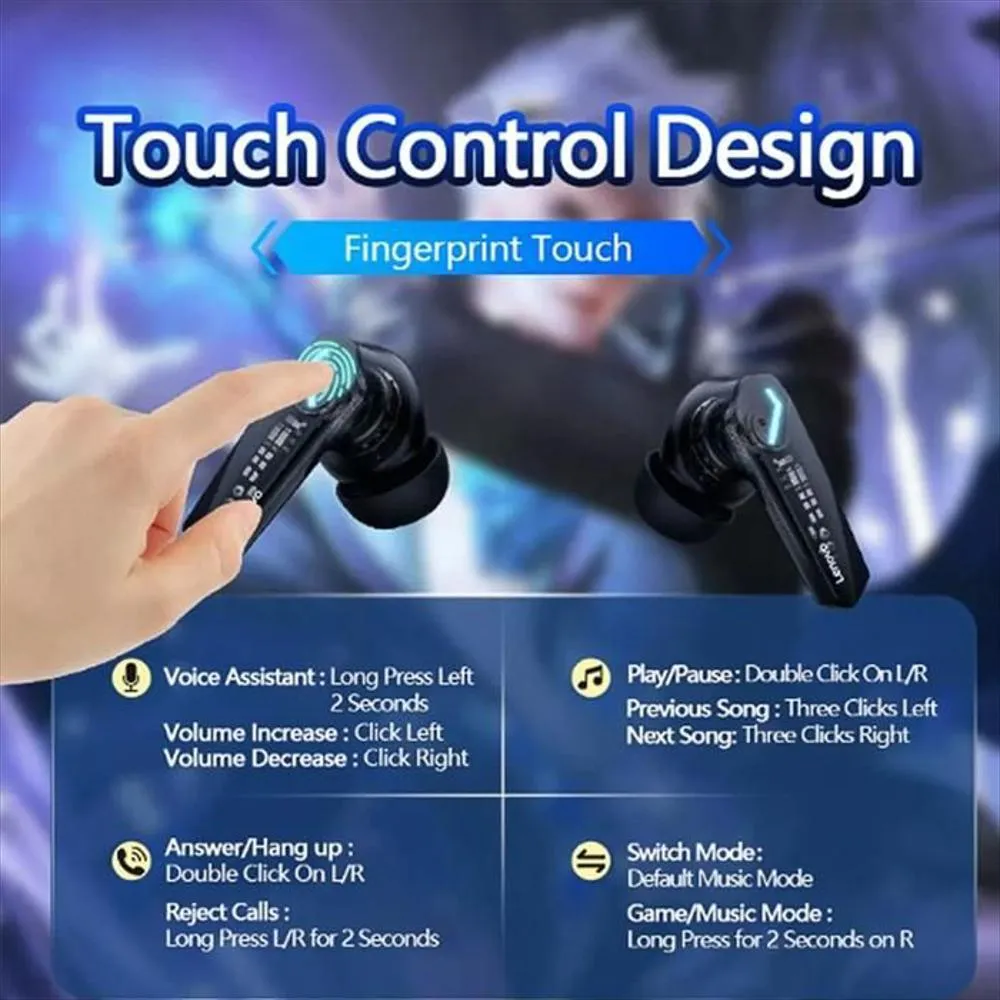 Touch Control Design
Fingerprint Touch
Lenovo
Voice Assistant : Long Press Left
2 Seconds
Volume Increase : Click Left
Volume Decrease : Click Right
Play/Pause : Double Click On L/R
Previous Song : Three Clicks Left
Next Song: Three Clicks Right
Answer/Hang up :
Double Click On L/R
Reject Calls :
Long Press L/R for 2 Seconds
Switch Mode:
Default Music Mode
Game/Music Mode :
Long Press for 2 Seconds on R